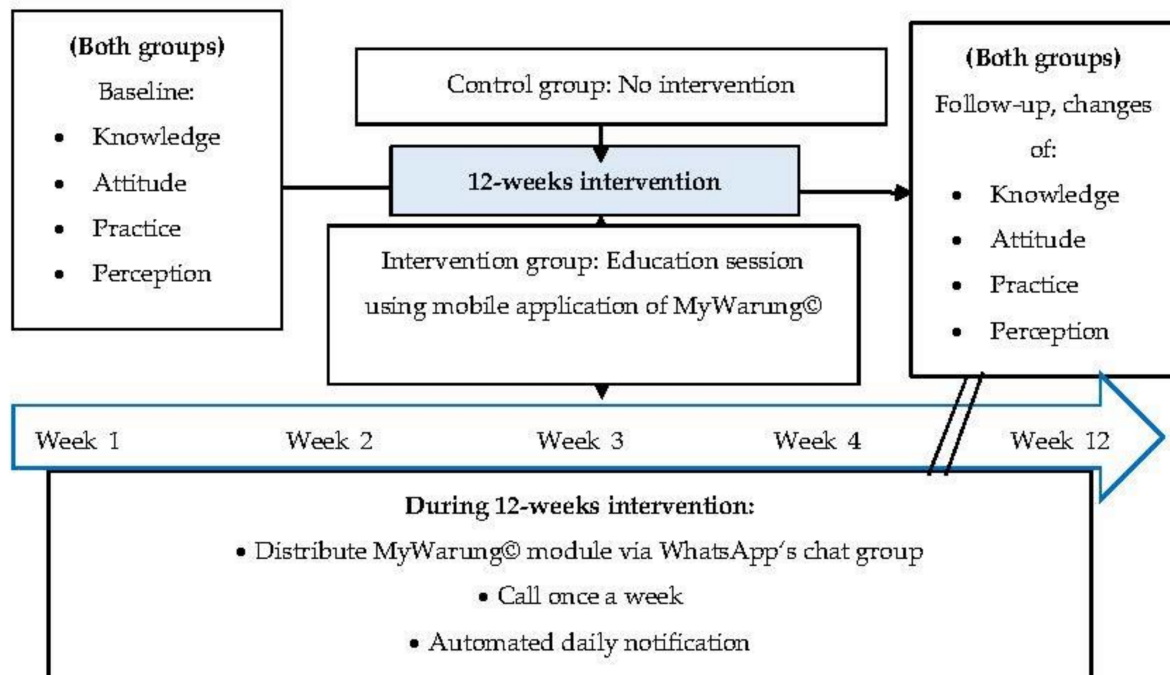 (Both groups)
Baseline:
• Knowledge
• Attitude
• Practice
• Perception
Control group: No intervention
12-weeks intervention
Intervention group: Education session
using mobile application of MyWarung©
(Both groups)
Follow-up, changes
of:
• Knowledge
• Attitude
• Practice
• Perception
Week 1 Week 2 Week 3 Week 4 Week 12
During 12-weeks intervention:
• Distribute MyWarung© module via WhatsApp's chat group
• Call once a week
• Automated daily notification